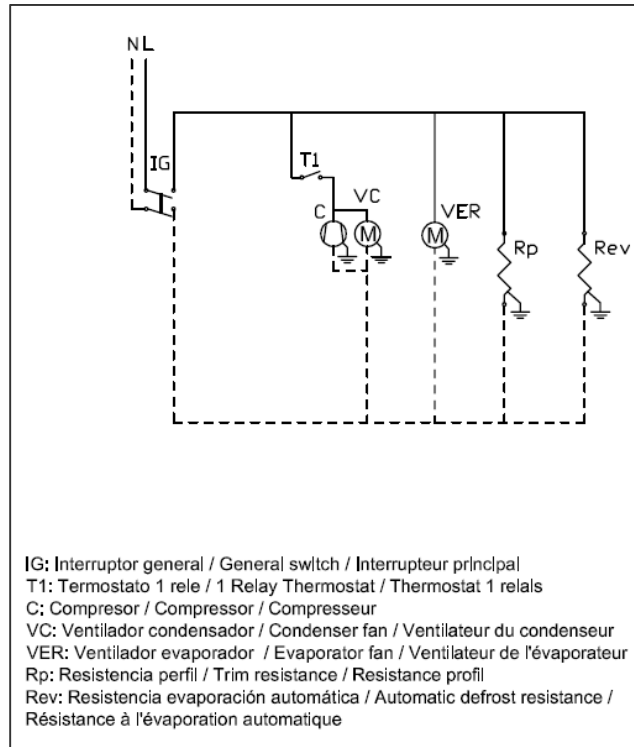 N L
IG
T1
C
VC
VER
M
M
Rp
Rev
IG: Interruptor general / General switch / Interrupteur principal
T1: Termostato 1 rele / 1 Relay Thermostat / Thermostat 1 relais
C: Compresor / Compressor / Compresseur
VC: Ventilador condensador / Condenser fan / Ventilateur du condenseur
VER: Ventilador evaporador / Evaporator fan / Ventilateur de l'évaporateur
Rp: Resistencia perfil / Trim resistance / Resistance profil
Rev: Resistencia evaporación automática / Automatic defrost resistance /
Résistance à l'évaporation automatique